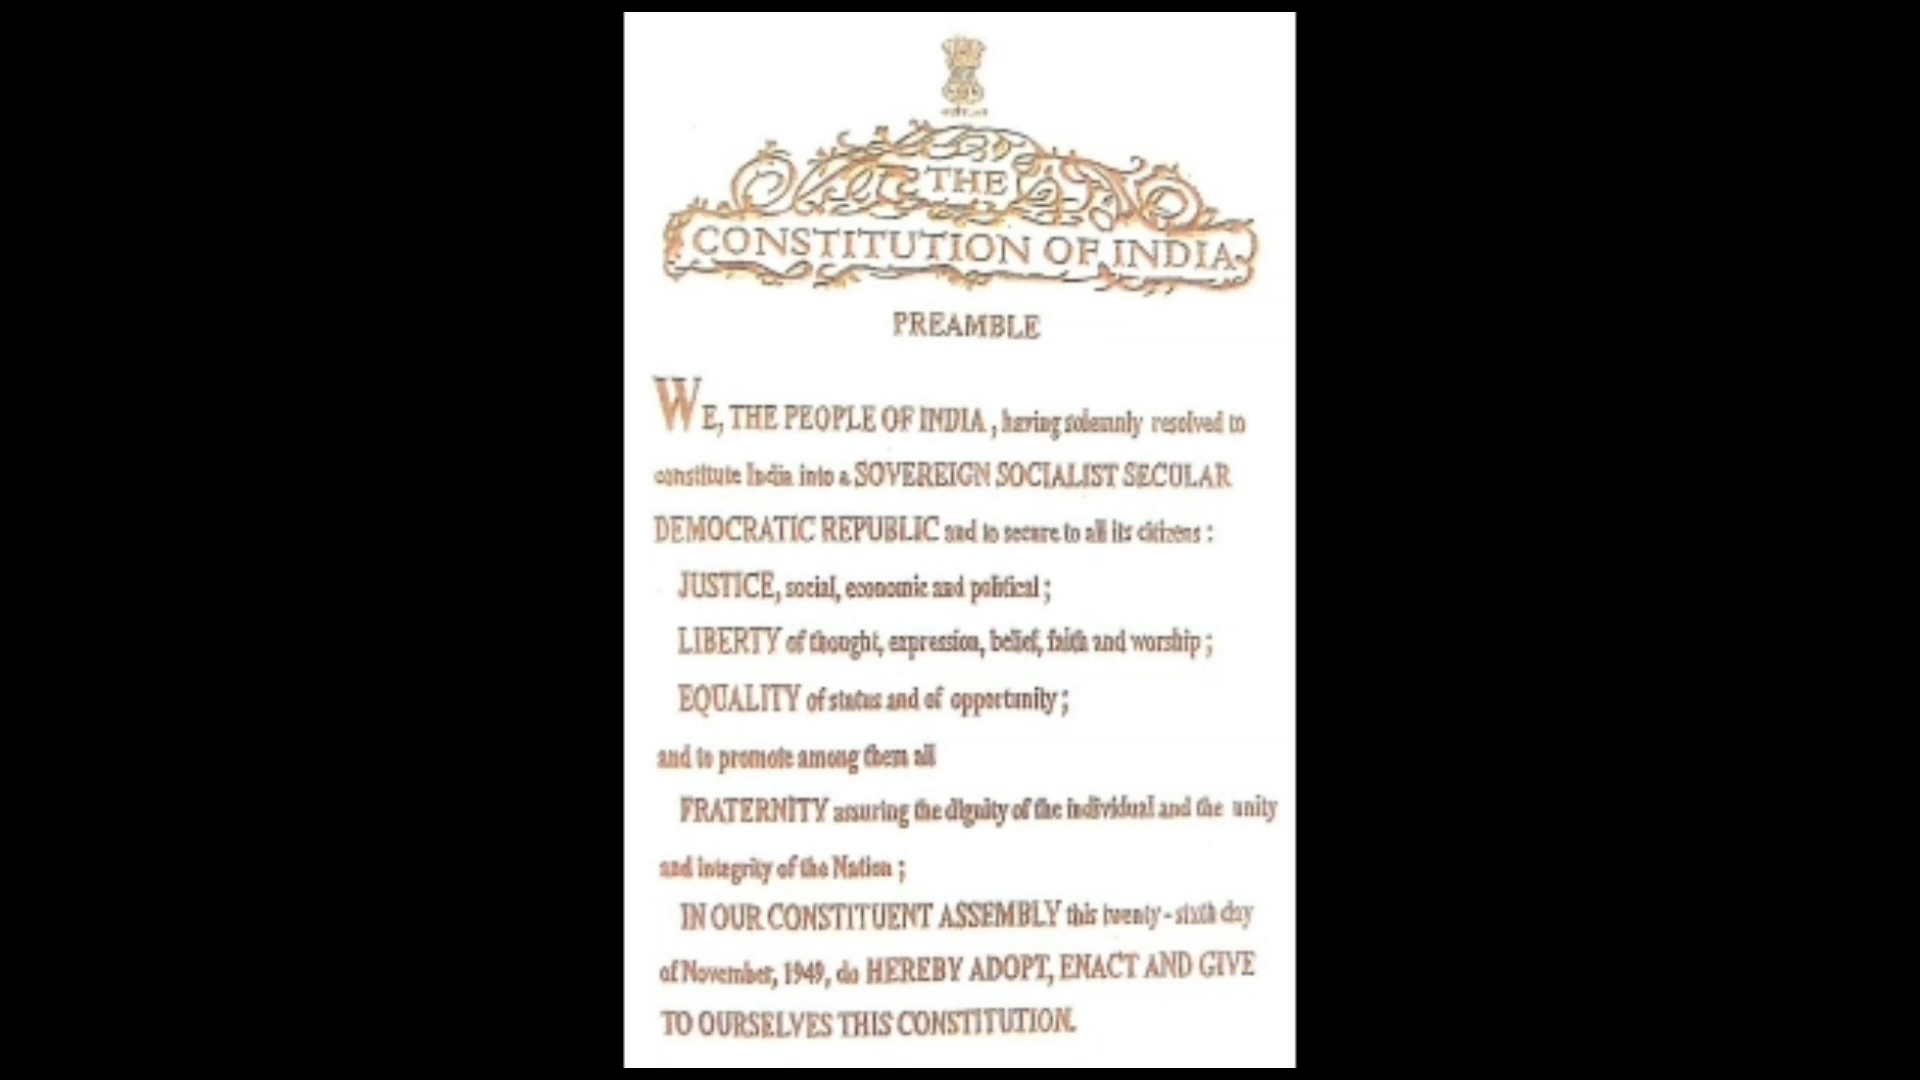 THE
CONSTITUTION OF INDIA
PREAMBLE
WE, THE PEOPLE OF INDIA, having solemnly resolved to
constitute India into a SOVEREIGN SOCIALIST SECULAR
DEMOCRATIC REPUBLIC and to secure to all its citizens :
JUSTICE, social, economic and political ;
LIBERTY of thought, expression, belief, faith and worship ;
EQUALITY of status and of opportunity ;
and to promote among them all
FRATERNITY assuring the dignity of the individual and the unity
and integrity of the Nation ;
IN OUR CONSTITUENT ASSEMBLY this twenty-sixth day
of November, 1949, do HEREBY ADOPT, ENACT AND GIVE
TO OURSELVES THIS CONSTITUTION.